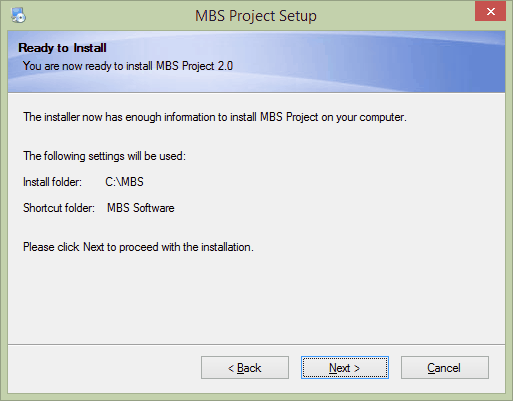 MBS Project Setup
Ready to Install
You are now ready to install MBS Project 2.0
The installer now has enough information to install MBS Project on your computer.
The following settings will be used:
Install folder: C:\MBS
Shortcut folder: MBS Software
Please click Next to proceed with the installation.
< Back Next > Cancel